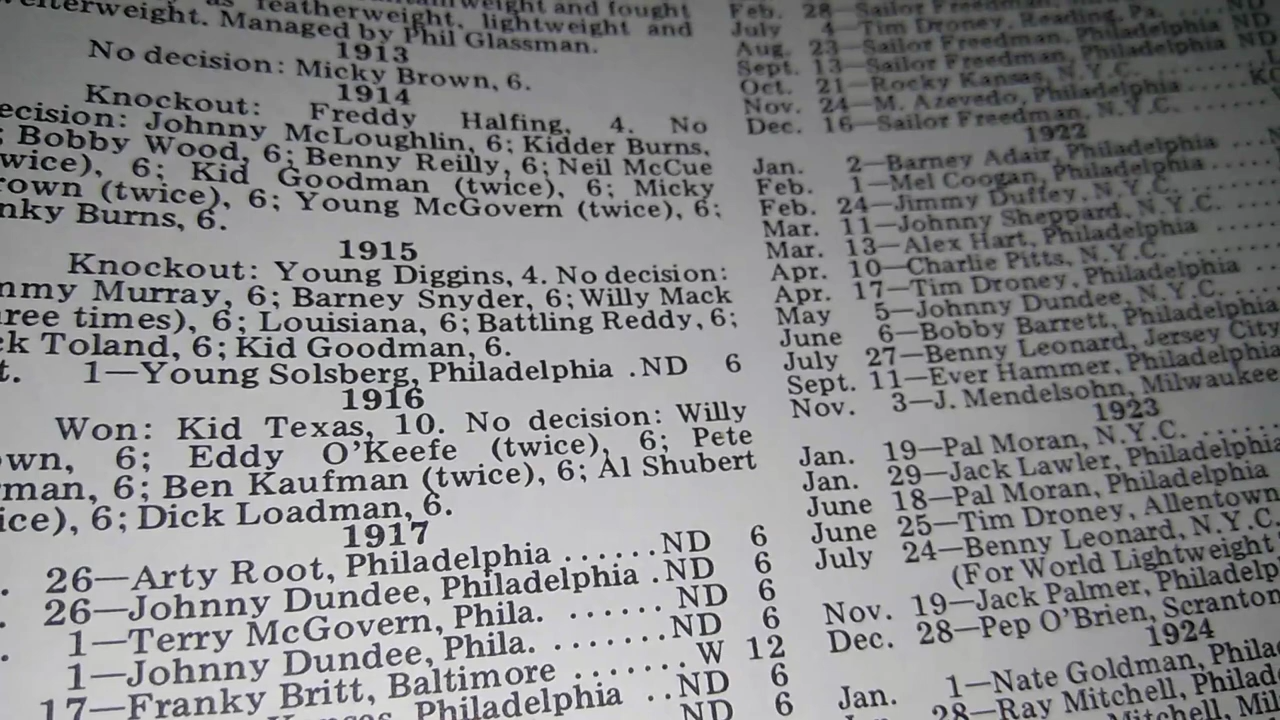 weight and fought
featherweight, lightweight and
welterweight. Managed by Phil Glassman.
1913
No decision: Micky Brown, 6.
1914
Knockout: Freddy Halfing, 4. No
ecision: Johnny McLoughlin, 6; Kidder Burns,
; Bobby Wood, 6; Benny Reilly, 6; Neil McCue
wice), 6; Kid Goodman (twice), 6; Micky
rown (twice), 6; Young McGovern (twice), 6;
nky Burns, 6.
1915
Knockout: Young Diggins, 4. No decision:
mmy Murray, 6; Barney Snyder, 6; Willy Mack
ree times), 6; Louisiana, 6; Battling Reddy, 6;
ck Toland, 6; Kid Goodman, 6.
t. 1—Young Solsberg, Philadelphia .ND 6
1916
Won: Kid Texas, 10. No decision: Willy
wn, 6; Eddy O'Keefe (twice), 6; Pete
rman, 6; Ben Kaufman (twice), 6; Al Shubert
ice), 6; Dick Loadman, 6.
1917
. 26—Arty Root, Philadelphia ......ND 6
. 26—Johnny Dundee, Philadelphia .ND 6
1—Terry McGovern, Phila. ......ND 6
. 1—Johnny Dundee, Phila. .......ND 6
17—Franky Britt, Baltimore .......W 12
Philadelphia ..ND 6
ND 6
Feb. 28—Sailor Freedman,
July 4—Tim Droney, Reading, Pa. ND
Aug. 23—Sailor Freedman, Philadelphia ND
Sept. 13—Sailor Freedman, Philadelphia ND
Oct. 21—Rocky Kansas, N.Y.C.
Nov. 24—M. Azevedo, Philadelphia
Dec. 16—Sailor Freedman, N.Y.C.
1922
Jan. 2—Barney Adair, Philadelphia
Feb. 1—Mel Coogan, Philadelphia
Feb. 24—Jimmy Duffey, N.Y.C.
Mar. 11—Johnny Sheppard, N.Y.C.
Mar. 13—Alex Hart, Philadelphia
Apr. 10—Charlie Pitts, N.Y.C.
Apr. 17—Tim Droney, Philadelphia
May 5—Johnny Dundee, N.Y.C.
June 6—Bobby Barrett, Philadelphia
July 27—Benny Leonard, Jersey City
Sept. 11—Ever Hammer, Philadelphia
Nov. 3—J. Mendelsohn, Milwaukee
1923
Jan. 19—Pal Moran, N.Y.C.
Jan. 29—Jack Lawler, Philadelphia
June 18—Pal Moran, Philadelphia
June 25—Tim Droney, Allentown
July 24—Benny Leonard, N.Y.C.
(For World Lightweight
Nov. 19—Jack Palmer, Philadelp
Dec. 28—Pep O'Brien, Scranton
1924
Jan. 1—Nate Goldman, Phila
28—Ray Mitchell, Philad
Mitchell, Mil